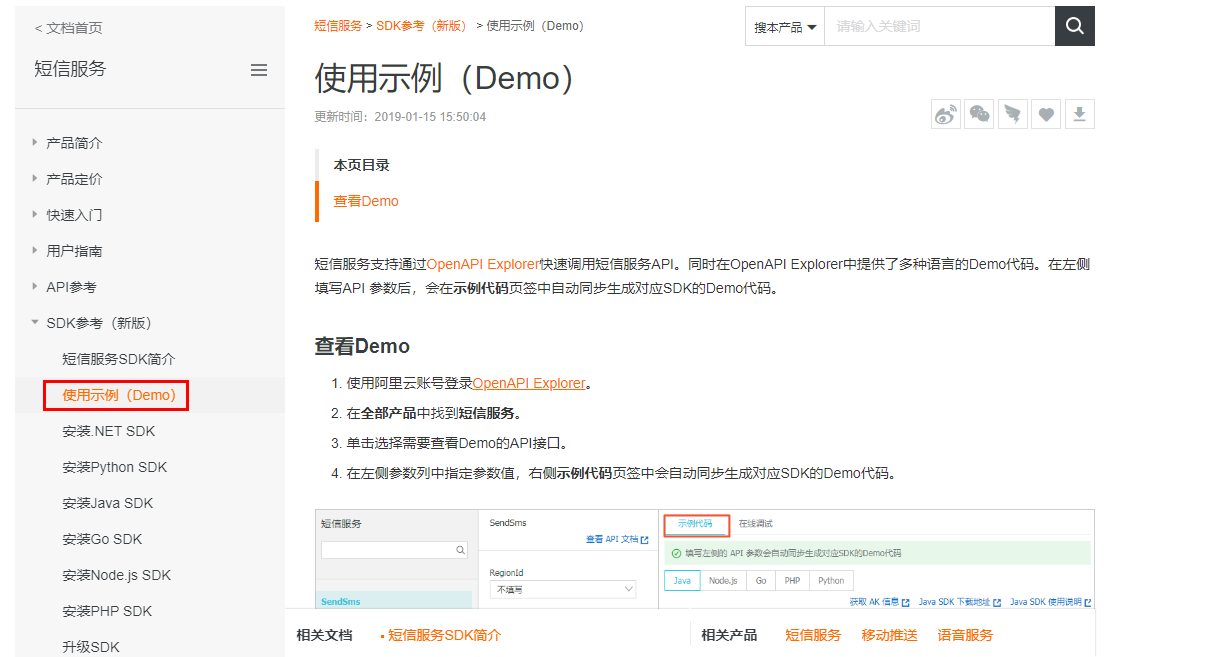 < 文档首页
短信服务
产品简介
产品定价
快速入门
用户指南
API参考
SDK参考（新版）
短信服务SDK简介
使用示例（Demo）
安装.NET SDK
安装Python SDK
安装Java SDK
安装Go SDK
安装Node.js SDK
安装PHP SDK
升级SDK
短信服务 > SDK参考（新版） > 使用示例（Demo）
搜本产品 请输入关键词
使用示例（Demo）
更新时间：2019-01-15 15:50:04
本页目录
查看Demo
短信服务支持通过OpenAPI Explorer快速调用短信服务API。同时在OpenAPI Explorer中提供了多种语言的Demo代码。在左侧
填写API 参数后，会在示例代码页签中自动同步生成对应SDK的Demo代码。
查看Demo
1. 使用阿里云账号登录OpenAPI Explorer。
2. 在全部产品中找到短信服务。
3. 单击选择需要查看Demo的API接口。
4. 在左侧参数列中指定参数值，右侧示例代码页签中会自动同步生成对应SDK的Demo代码。
短信服务
SendSms
SendSms
查看 API 文档
RegionId
不填写
示例代码 在线调试
填写左侧的 API 参数会自动同步生成对应SDK的Demo代码
Java Node.js Go PHP Python
获取 AK 信息 Java SDK 下载地址 Java SDK 使用说明
相关文档 • 短信服务SDK简介
相关产品 短信服务 移动推送 语音服务